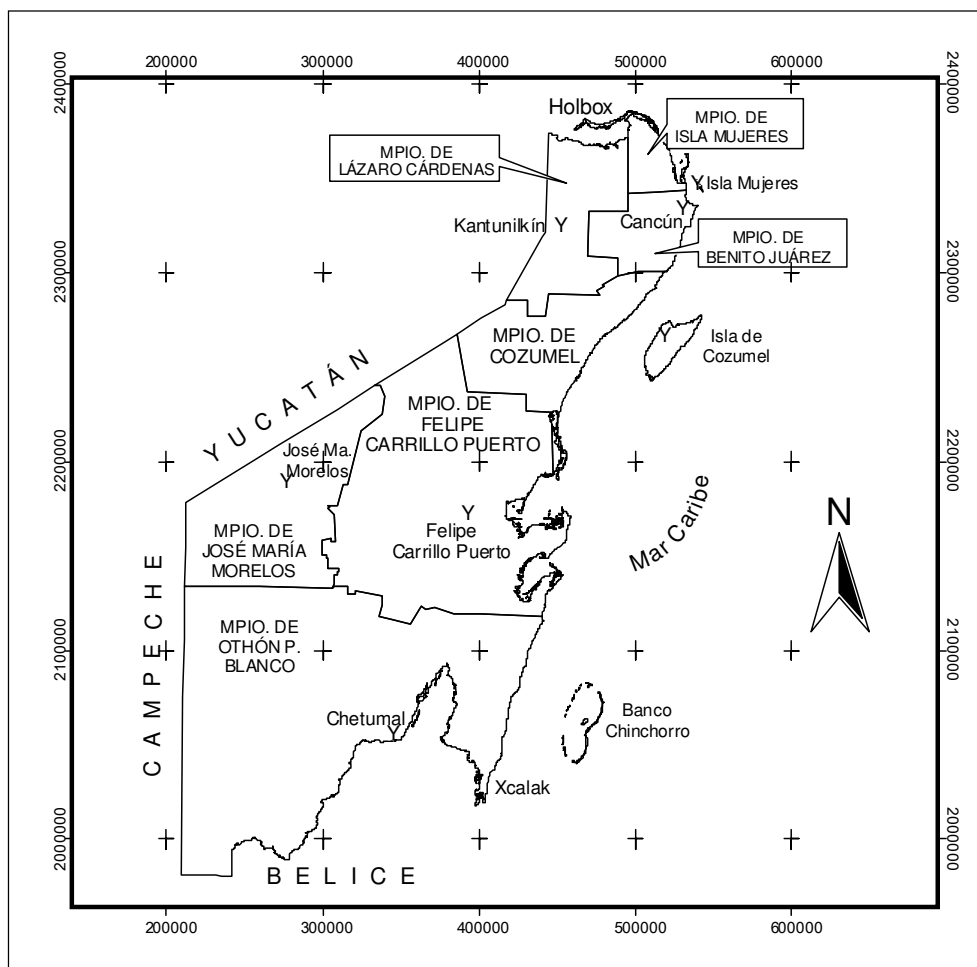 200000 300000 400000 500000 600000
2400000
2400000
Holbox
MPIO. DE
ISLA MUJERES
MPIO. DE
LÁZARO CÁRDENAS
Y Isla Mujeres
Kantunilkín Y
Cancún Y
MPIO. DE
BENITO JUÁREZ
2300000
2300000
MPIO. DE
COZUMEL
Y
Isla de
Cozumel
YUCATÁN
MPIO. DE
FELIPE
CARRILLO PUERTO
José Ma.
Morelos
Y
2200000
2200000
Mar Caribe
N
Y
Felipe
Carrillo Puerto
MPIO. DE
JOSÉ MARÍA
MORELOS
CAMPECHE
MPIO. DE
OTHÓN P.
BLANCO
2100000
2100000
Chetumal
Y
Banco
Chinchorro
Xcalak
2000000
2000000
BELICE
200000 300000 400000 500000 600000